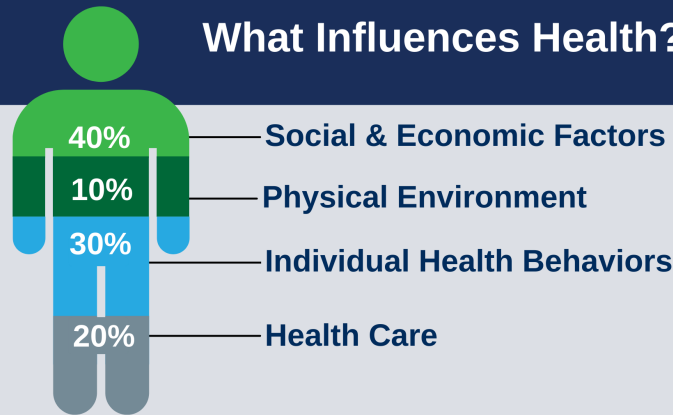 What Influences Health?
40% Social & Economic Factors
10% Physical Environment
30% Individual Health Behaviors
20% Health Care